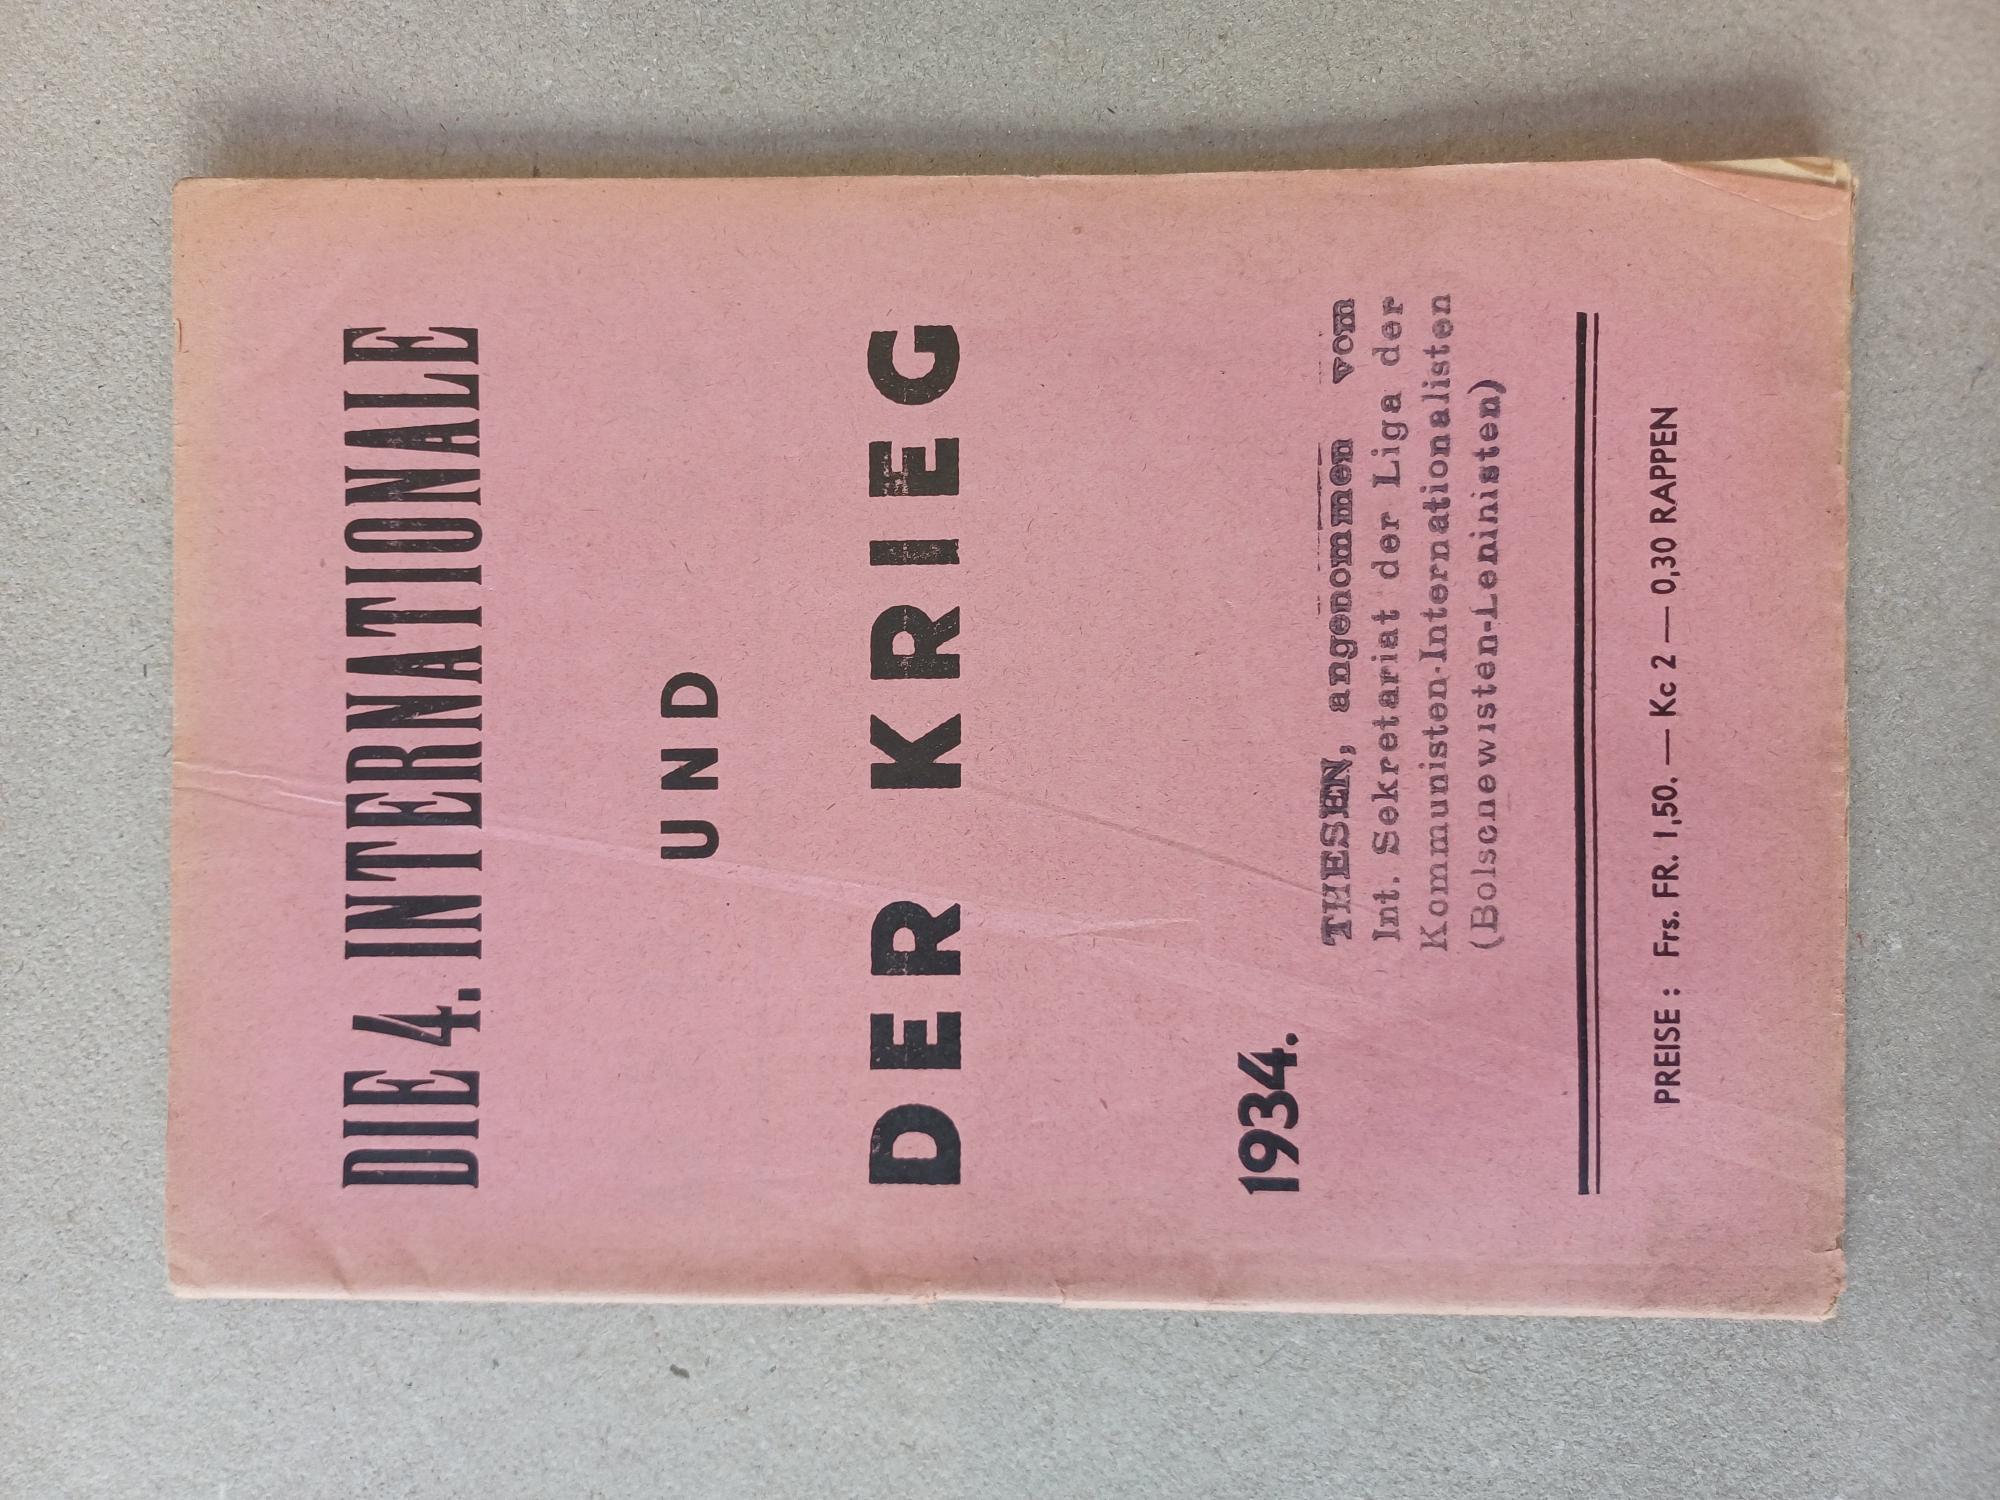 DIE 4. INTERNATIONALE
UND
DER KRIEG
1934.
THESEN, angenommen vom
Int. Sekretariat der Liga der
Kommunisten-Internationalisten
(Bolschewisten-Leninisten)
PREISE : Frs. FR. 1,50. — Kc 2 — 0,30 RAPPEN